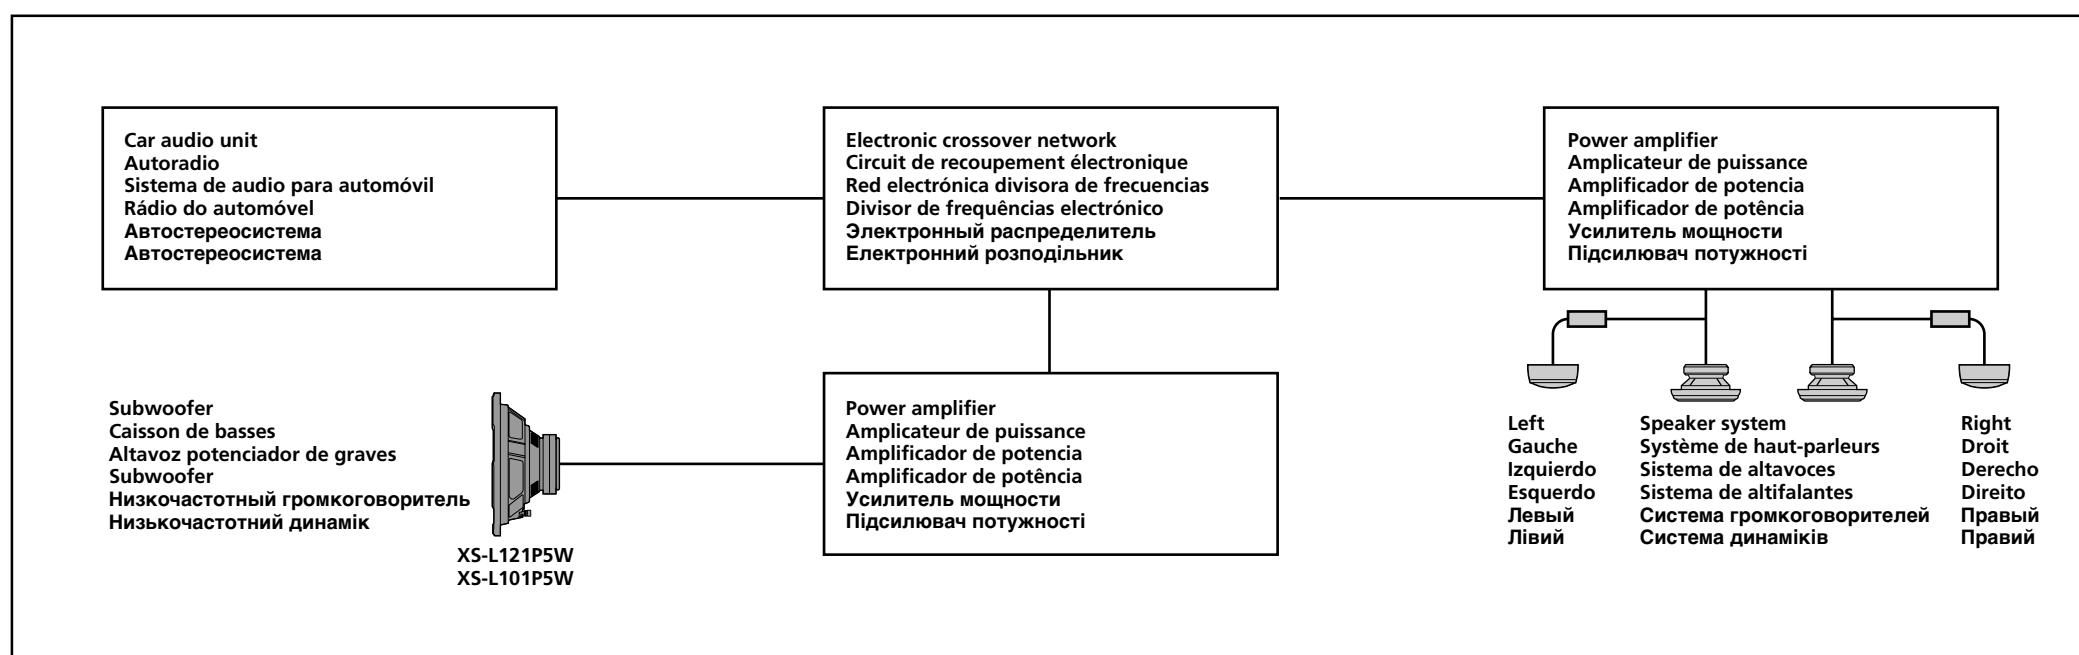 Car audio unit
Autoradio
Sistema de audio para automóvil
Rádio do automóvel
Автостереосистема
Автостереосистема
Electronic crossover network
Circuit de recoupement électronique
Red electrónica divisora de frecuencias
Divisor de frequências electrónico
Электронный распределитель
Електронний розподільник
Power amplifier
Amplicateur de puissance
Amplificador de potencia
Amplificador de potência
Усилитель мощности
Підсилювач потужності
Subwoofer
Caisson de basses
Altavoz potenciador de graves
Subwoofer
Низкочастотный громкоговоритель
Низькочастотний динамік
XS-L121P5W
XS-L101P5W
Power amplifier
Amplicateur de puissance
Amplificador de potencia
Amplificador de potência
Усилитель мощности
Підсилювач потужності
Left
Gauche
Izquierdo
Esquerdo
Левый
Лівий
Speaker system
Système de haut-parleurs
Sistema de altavoces
Sistema de altifalantes
Система громкоговорителей
Система динаміків
Right
Droit
Derecho
Direito
Правый
Правий